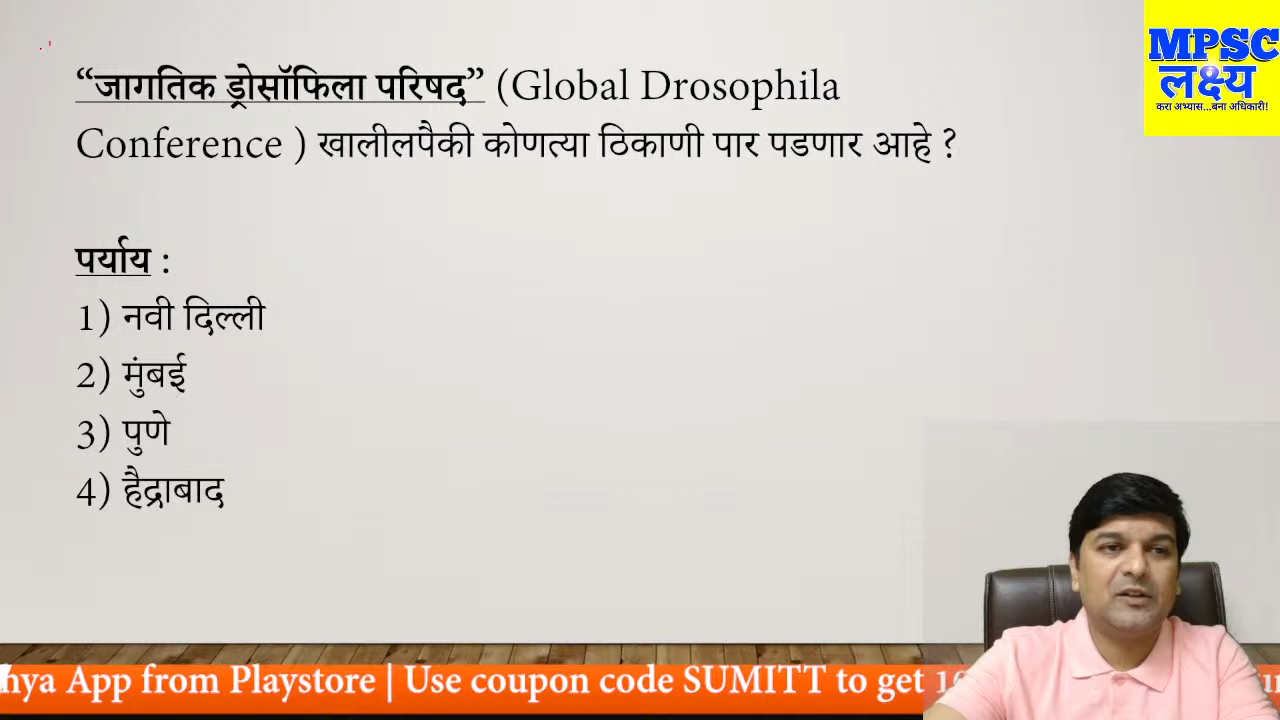 “जागतिक ड्रोसॉफिला परिषद” (Global Drosophila
Conference ) खालीलपैकी कोणत्या ठिकाणी पार पडणार आहे ?
पर्याय :
1) नवी दिल्ली
2) मुंबई
3) पुणे
4) हैद्राबाद
MPSC
लक्ष्य
करा अभ्यास...बना अधिकारी!
App from Playstore | Use coupon code SUMITT to get